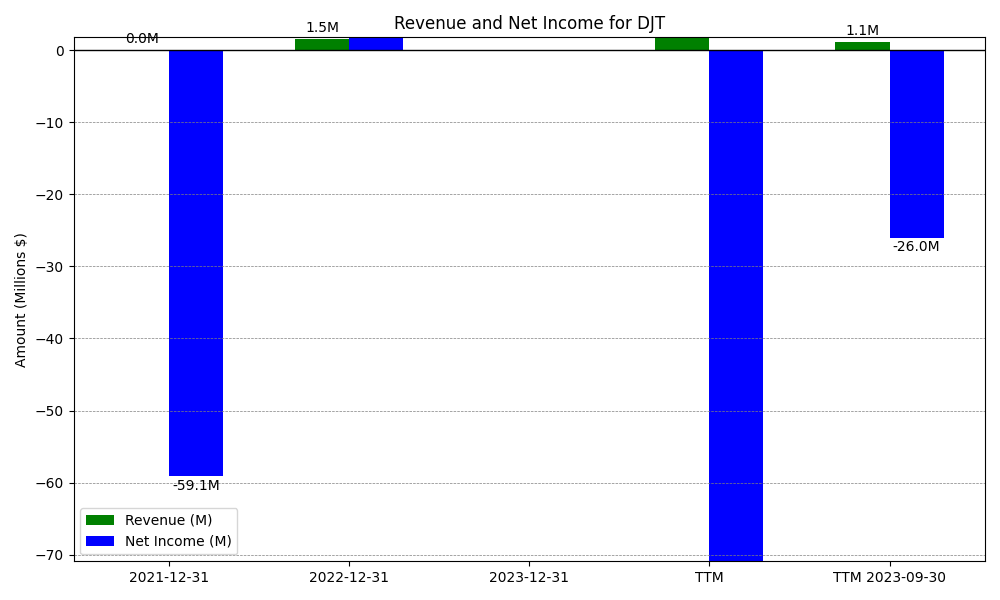 Revenue and Net Income for DJT
0.0M
1.5M
1.1M
0
−10
−20
−30
−40
−50
−60
−70
Amount (Millions $)
-26.0M
-59.1M
Revenue (M)
Net Income (M)
2021-12-31
2022-12-31
2023-12-31
TTM
TTM 2023-09-30